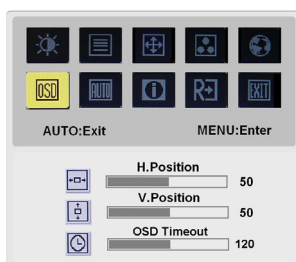 OSD AUTO i R EXIT
AUTO:Exit MENU:Enter
H.Position
50
V.Position
50
OSD Timeout
120